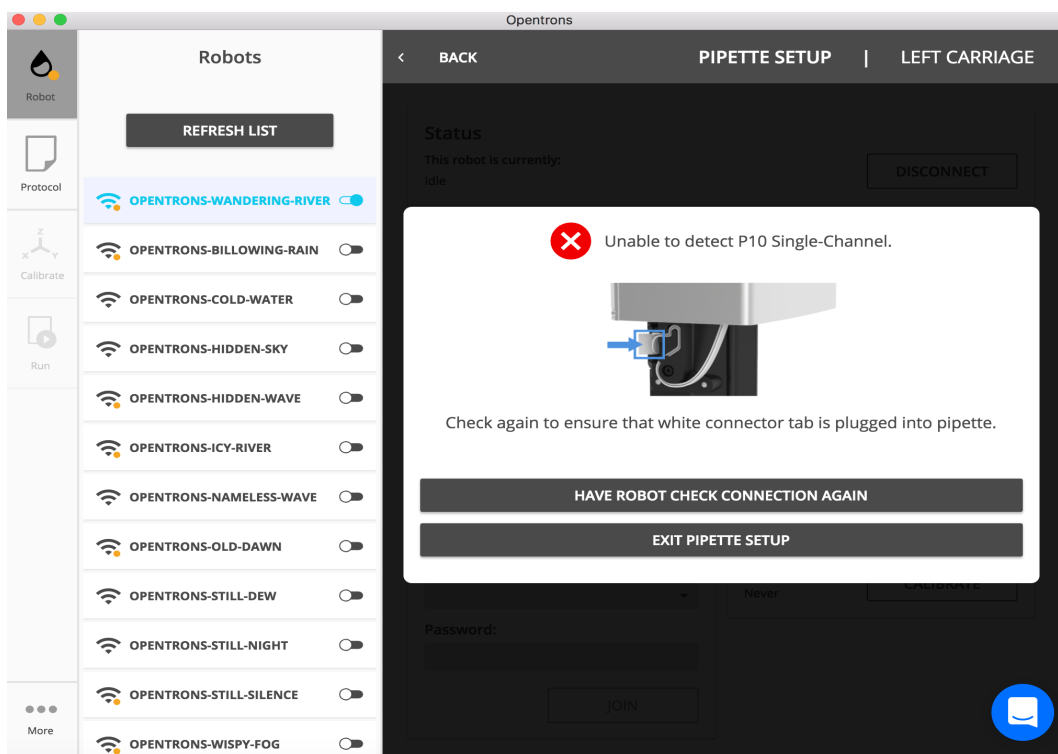 Opentrons
Robot
Protocol
Z
X Y
Calibrate
Run
More
Robots
REFRESH LIST
OPENTRONS-WANDERING-RIVER
OPENTRONS-BILLOWING-RAIN
OPENTRONS-COLD-WATER
OPENTRONS-HIDDEN-SKY
OPENTRONS-HIDDEN-WAVE
OPENTRONS-ICY-RIVER
OPENTRONS-NAMELESS-WAVE
OPENTRONS-OLD-DAWN
OPENTRONS-STILL-DEW
OPENTRONS-STILL-NIGHT
OPENTRONS-STILL-SILENCE
OPENTRONS-WISPY-FOG
< BACK
PIPETTE SETUP | LEFT CARRIAGE
Status
This robot is currently:
Idle
DISCONNECT
Unable to detect P10 Single-Channel.
Check again to ensure that white connector tab is plugged into pipette.
HAVE ROBOT CHECK CONNECTION AGAIN
EXIT PIPETTE SETUP
Never
CALIBRATE
Password:
JOIN